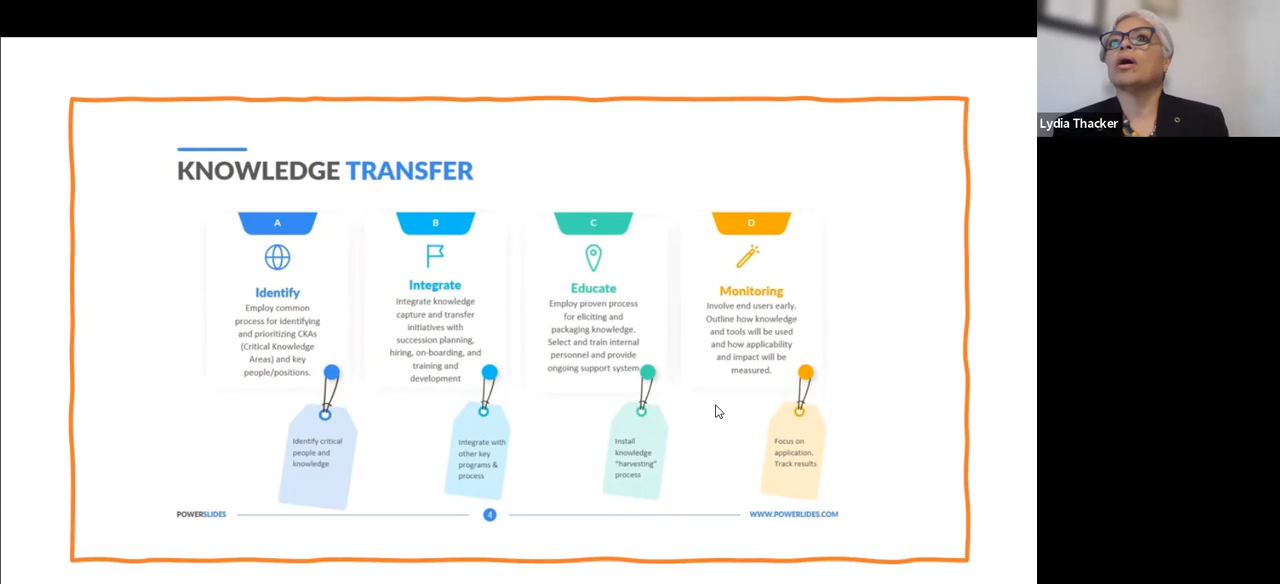 Lydia Thacker
KNOWLEDGE TRANSFER
A
Identify
Employ common
process for identifying
and prioritizing CKAs
(Critical Knowledge
Areas) and key
people/positions.
Identify critical
people and
knowledge
B
Integrate
Integrate knowledge
capture and transfer
initiatives with
succession planning,
hiring, on-boarding, and
training and
development
Integrate with
other key
programs &
process
C
Educate
Employ proven process
for eliciting and
packaging knowledge.
Select and train internal
personnel and provide
ongoing support system
Install
knowledge
"harvesting"
process
D
Monitoring
Involve end users early.
Outline how knowledge
and tools will be used
and how applicability
and impact will be
measured.
Focus on
application.
Track results
POWERSLIDES
4
WWW.POWERLIDES.COM